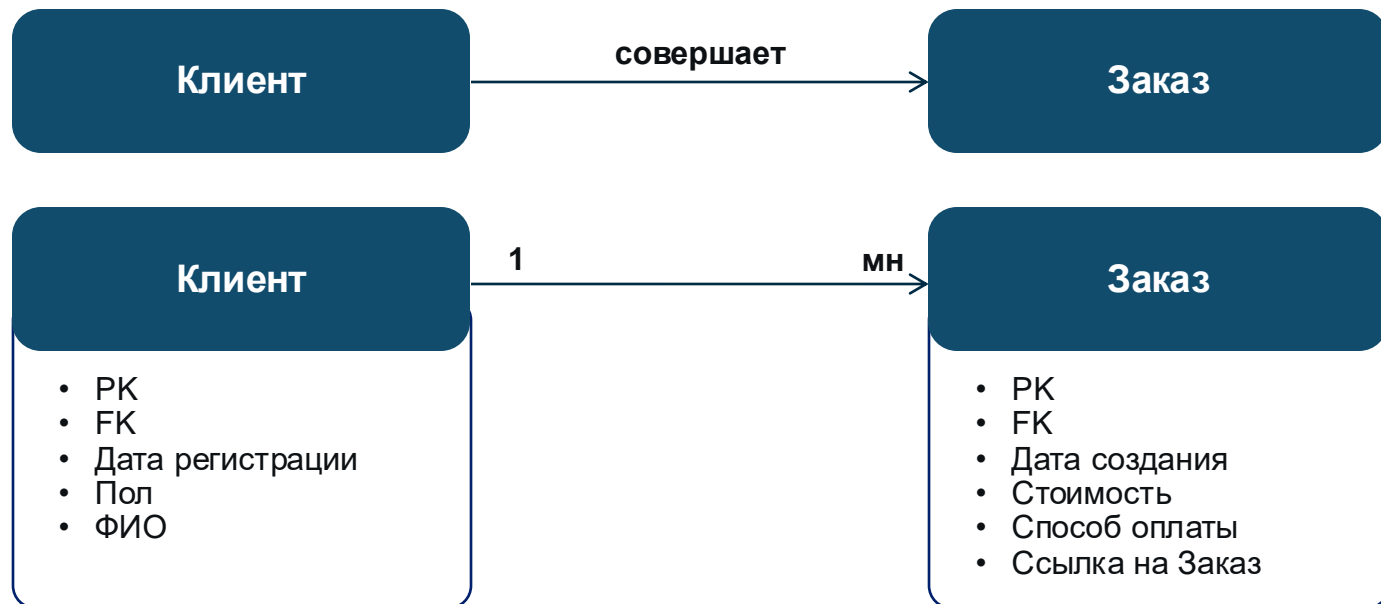 Клиент
совершает
Заказ
Клиент
1
мн
Заказ
• PK
• FK
• Дата регистрации
• Пол
• ФИО
• PK
• FK
• Дата создания
• Стоимость
• Способ оплаты
• Ссылка на Заказ